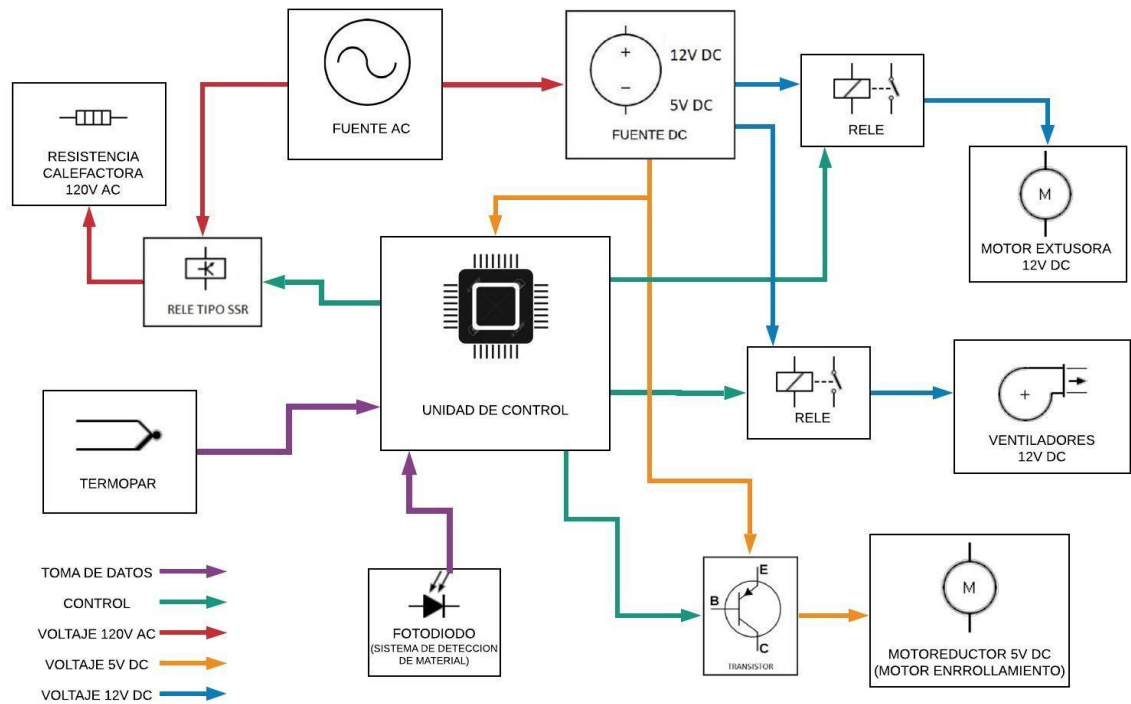 FUENTE AC
12V DC
5V DC
FUENTE DC
RELE
RESISTENCIA
CALEFACTORA
120V AC
M
MOTOR EXTUSORA
12V DC
RELE TIPO SSR
UNIDAD DE CONTROL
RELE
VENTILADORES
12V DC
TERMOPAR
TOMA DE DATOS
CONTROL
VOLTAJE 120V AC
VOLTAJE 5V DC
VOLTAJE 12V DC
FOTODIODO
(SISTEMA DE DETECCION
DE MATERIAL)
E
B
C
TRANSISTOR
M
MOTOREDUCTOR 5V DC
(MOTOR ENRROLLAMIENTO)